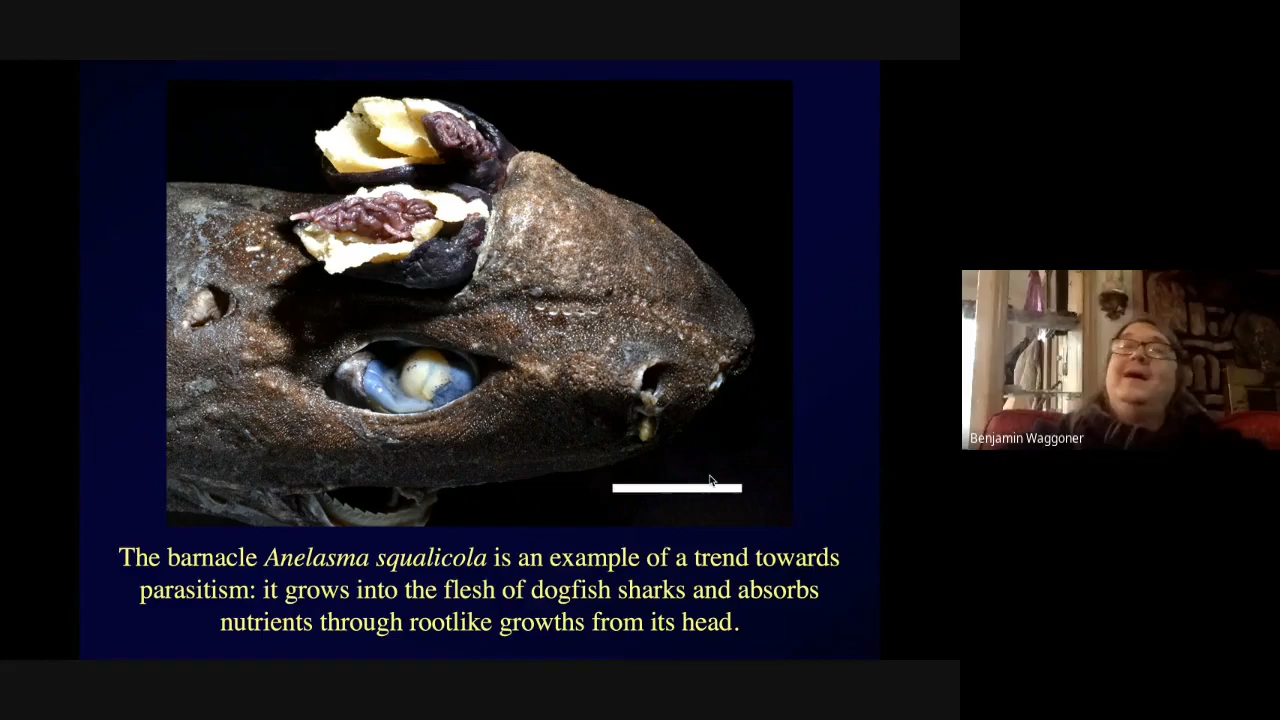 The barnacle Anelasma squalicola is an example of a trend towards
parasitism: it grows into the flesh of dogfish sharks and absorbs
nutrients through rootlike growths from its head.
Benjamin Waggoner